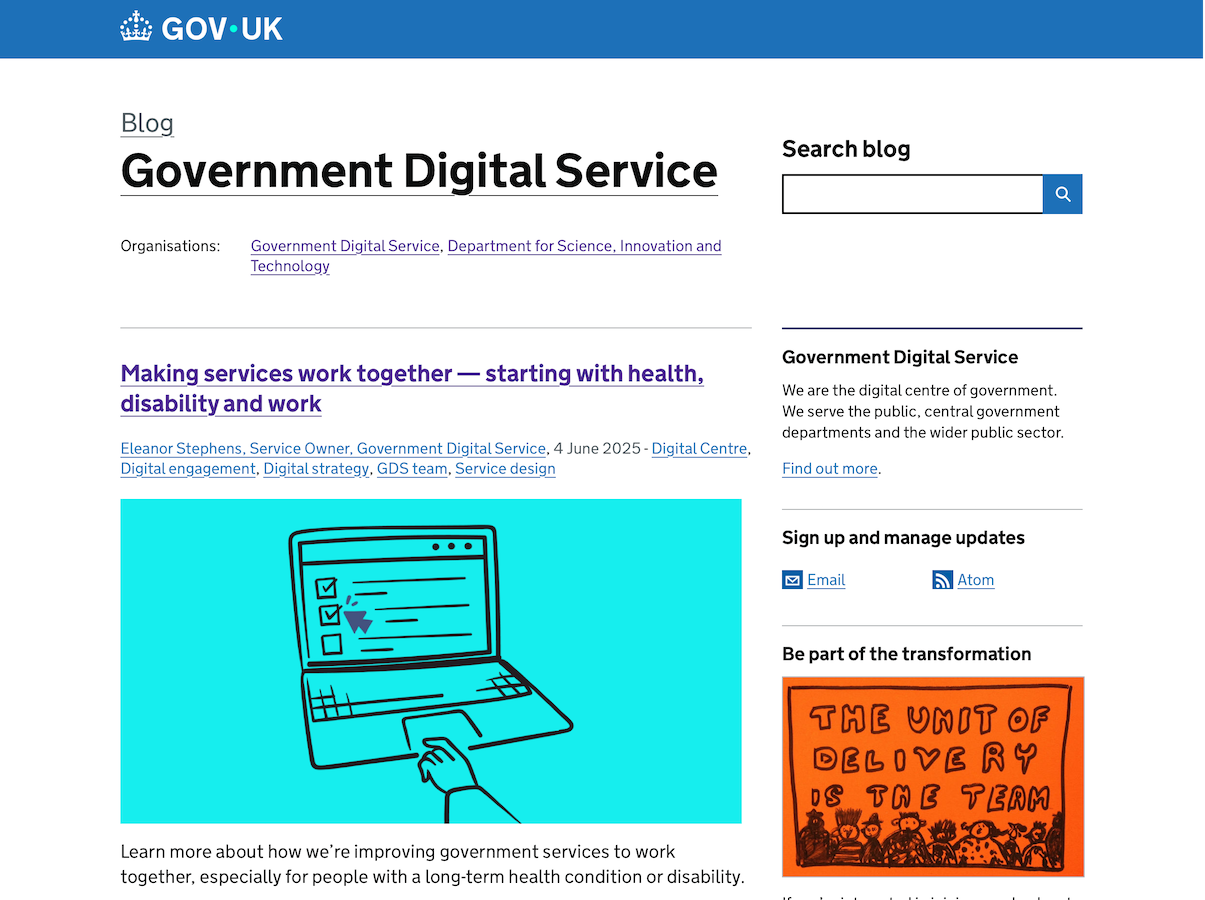 GOV·UK
Blog
Government Digital Service
Organisations: Government Digital Service, Department for Science, Innovation and
Technology
Search blog
Making services work together — starting with health,
disability and work
Eleanor Stephens, Service Owner, Government Digital Service, 4 June 2025 - Digital Centre,
Digital engagement, Digital strategy, GDS team, Service design
Learn more about how we’re improving government services to work
together, especially for people with a long-term health condition or disability.
Government Digital Service
We are the digital centre of government.
We serve the public, central government
departments and the wider public sector.
Find out more.
Sign up and manage updates
Email
Atom
Be part of the transformation
THE UNIT OF
DELIVERY
IS THE TEAM